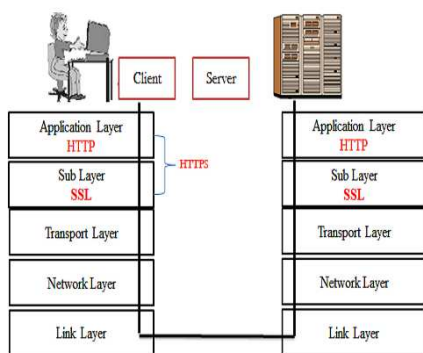 Client
Server
Application Layer
HTTP
Sub Layer
SSL
Transport Layer
Network Layer
Link Layer
HTTPS
Application Layer
HTTP
Sub Layer
SSL
Transport Layer
Network Layer
Link Layer